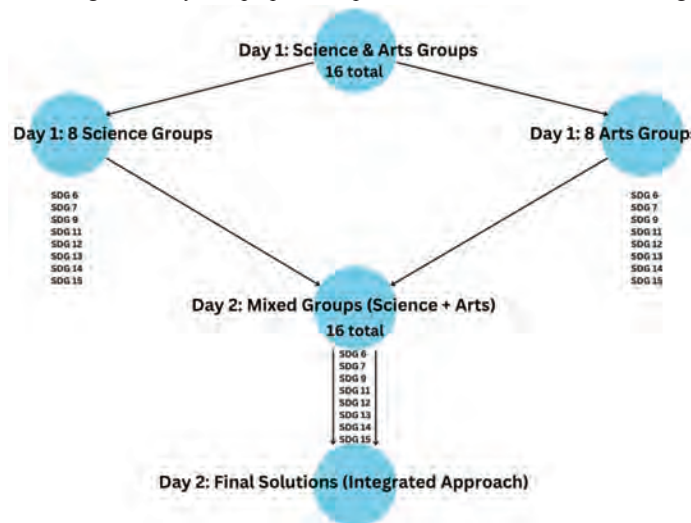 Day 1: Science & Arts Groups
16 total
Day 1: 8 Science Groups
Day 1: 8 Arts Groups
SDG 6
SDG 7
SDG 9
SDG 11
SDG 12
SDG 13
SDG 14
SDG 15
SDG 6
SDG 7
SDG 9
SDG 11
SDG 12
SDG 13
SDG 14
SDG 15
Day 2: Mixed Groups (Science + Arts)
16 total
SDG 6
SDG 7
SDG 9
SDG 11
SDG 12
SDG 13
SDG 14
SDG 15
Day 2: Final Solutions (Integrated Approach)